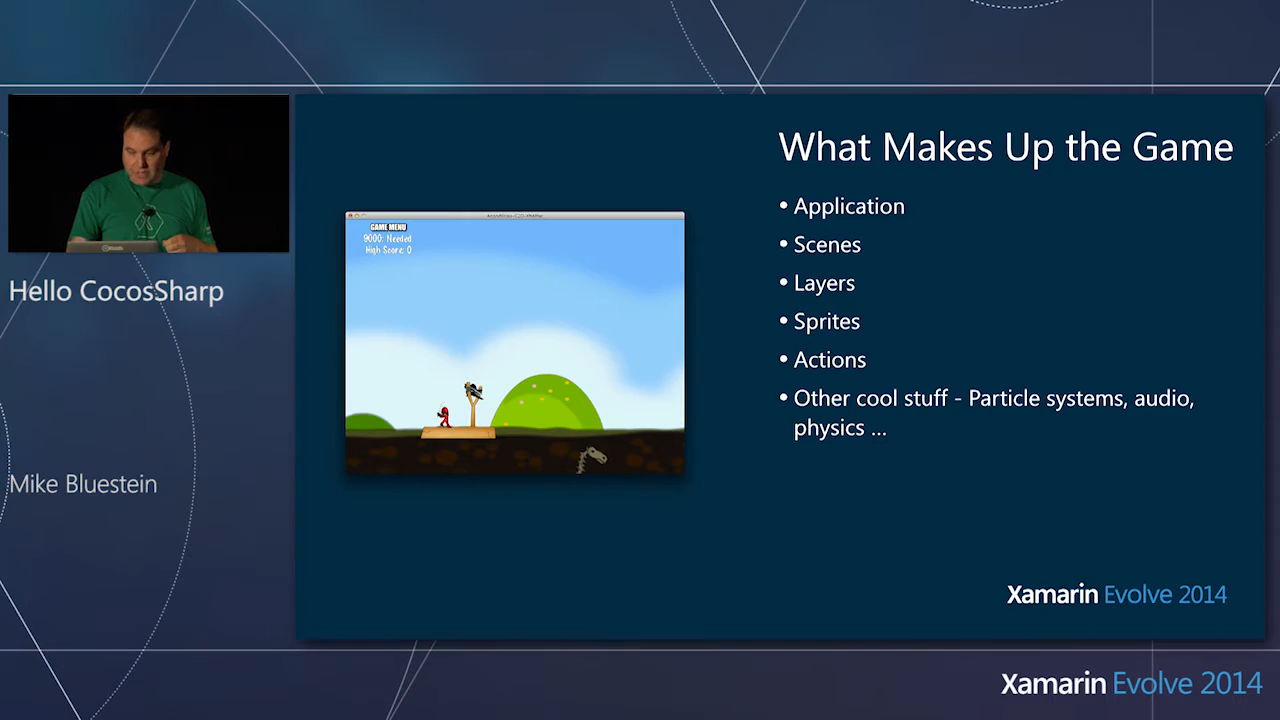 What Makes Up the Game
• Application
• Scenes
• Layers
• Sprites
• Actions
• Other cool stuff - Particle systems, audio,
physics ...
GAME MENU
9000: Needed
High Score: 0
Hello CocosSharp
Mike Bluestein
Xamarin Evolve 2014
Xamarin Evolve 2014